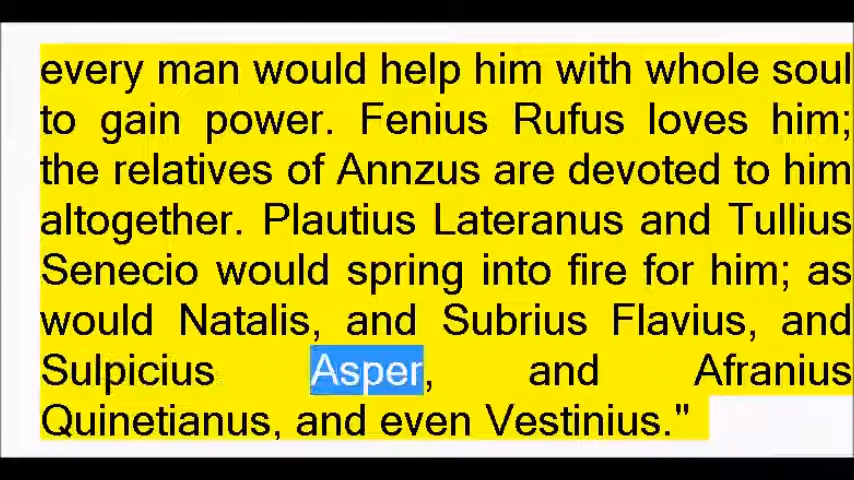 every man would help him with whole soul
to gain power. Fenius Rufus loves him;
the relatives of Annzus are devoted to him
altogether. Plautius Lateranus and Tullius
Senecio would spring into fire for him; as
would Natalis, and Subrius Flavius, and
Sulpicius Asper, and Afranius
Quinetianus, and even Vestinius."